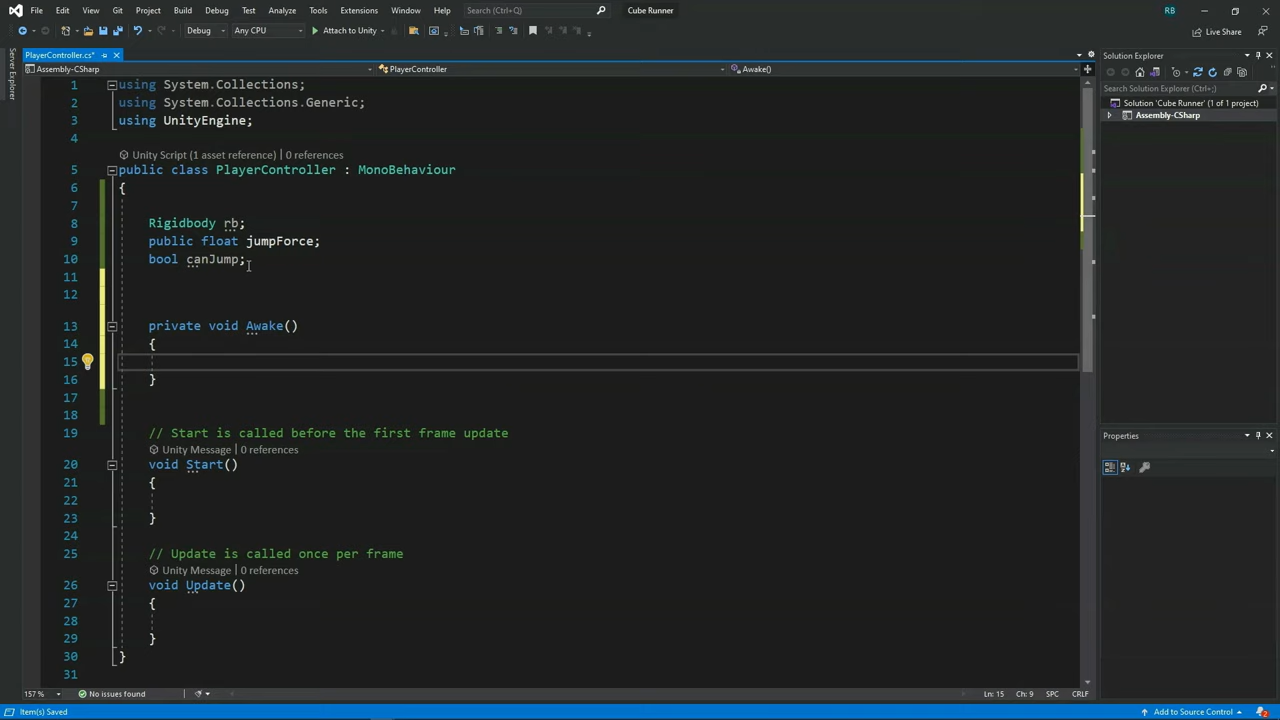 File Edit View Git Project Build Debug Test Analyze Tools Extensions Window Help Search (Ctrl+Q) Cube Runner RB
Debug Any CPU Attach to Unity Live Share
Server Explorer
PlayerController.cs*
Assembly-CSharp PlayerController Awake()
1 using System.Collections;
2 using System.Collections.Generic;
3 using UnityEngine;
4
Unity Script (1 asset reference) | 0 references
5 public class PlayerController : MonoBehaviour
6 {
7
8 Rigidbody rb;
9 public float jumpForce;
10 bool canJump;
11
12
13 private void Awake()
14 {
15
16 }
17
18
19 // Start is called before the first frame update
Unity Message | 0 references
20 void Start()
21 {
22
23 }
24
25 // Update is called once per frame
Unity Message | 0 references
26 void Update()
27 {
28
29 }
30 }
31
157 % No issues found Ln: 15 Ch: 9 SPC CRLF
Solution Explorer
Search Solution Explorer (Ctrl+;)
Solution 'Cube Runner' (1 of 1 project)
Assembly-CSharp
Properties
Item(s) Saved Add to Source Control 2